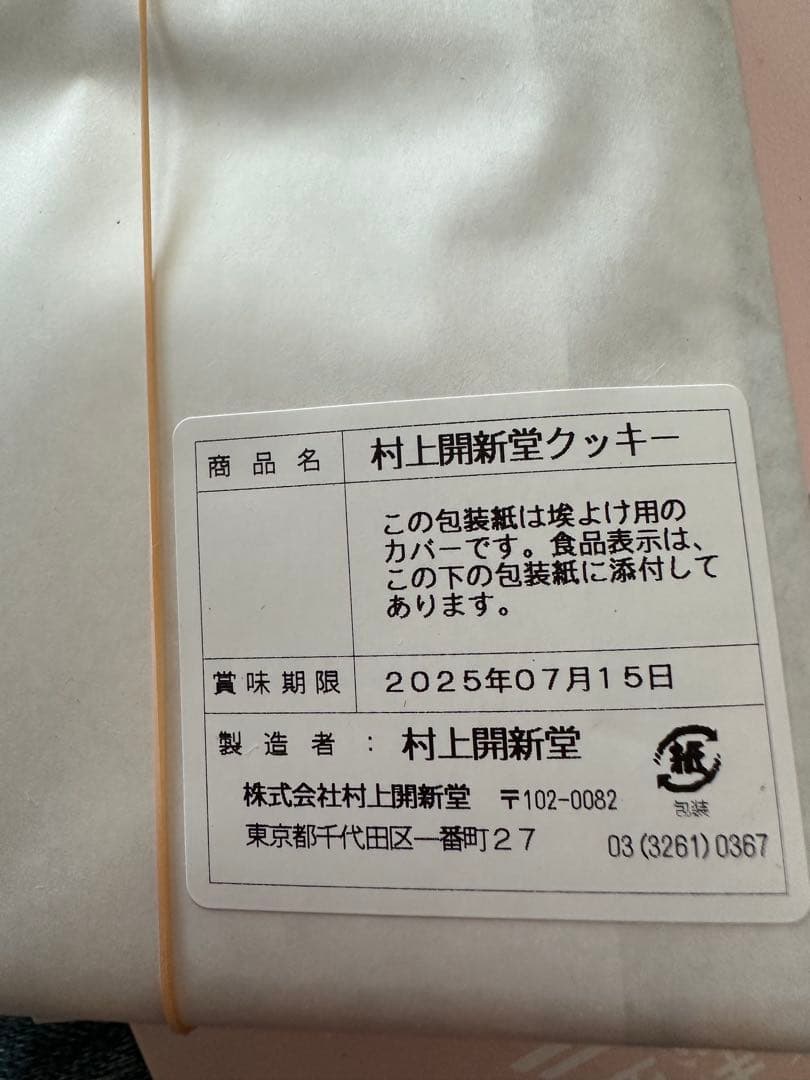 商品名 村上開新堂クッキー
この包装紙は埃よけ用の
カバーです。食品表示は、
この下の包装紙に添付して
あります。
賞味期限 2025年07月15日
製造者：村上開新堂
紙
包装
株式会社村上開新堂 〒102-0082
東京都千代田区一番町27 03(3261)0367